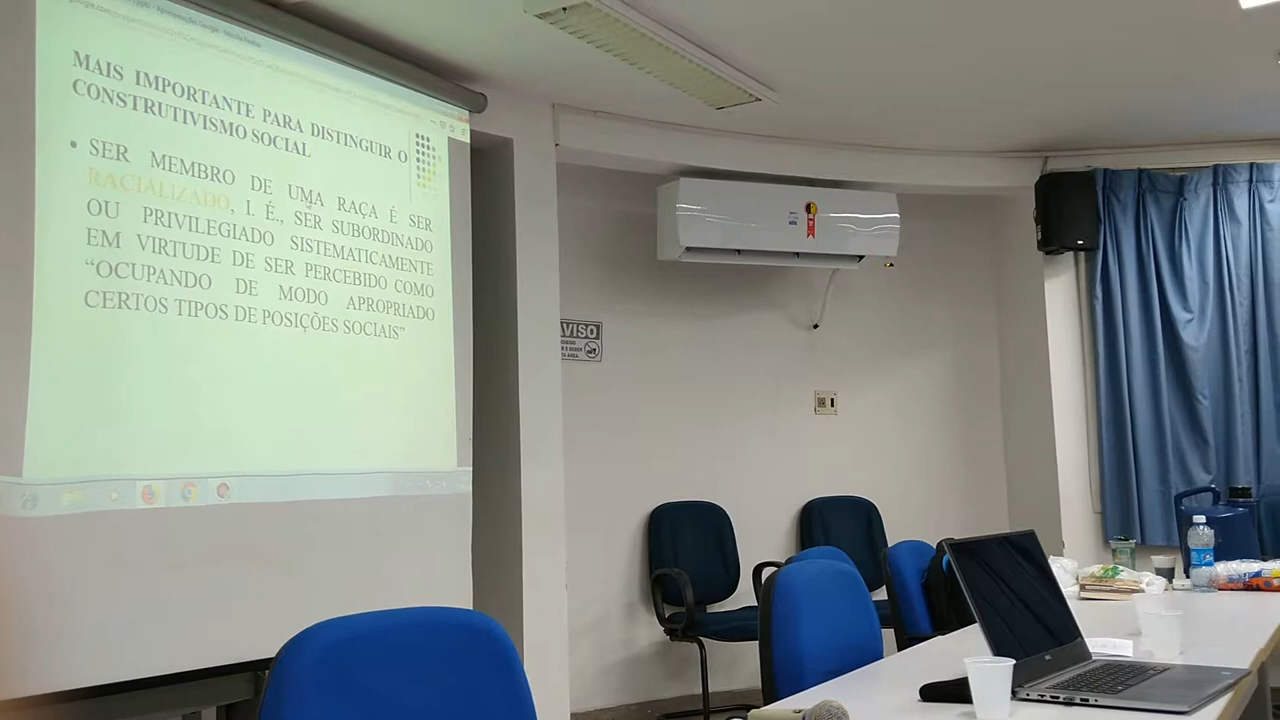 MAIS IMPORTANTE PARA DISTINGUIR O
CONSTRUTIVISMO SOCIAL
• SER MEMBRO DE UMA RAÇA É SER
RACIALIZADO, I. É., SER SUBORDINADO
OU PRIVILEGIADO SISTEMATICAMENTE
EM VIRTUDE DE SER PERCEBIDO COMO
“OCUPANDO DE MODO APROPRIADO
CERTOS TIPOS DE POSIÇÕES SOCIAIS”
AVISO
DELL